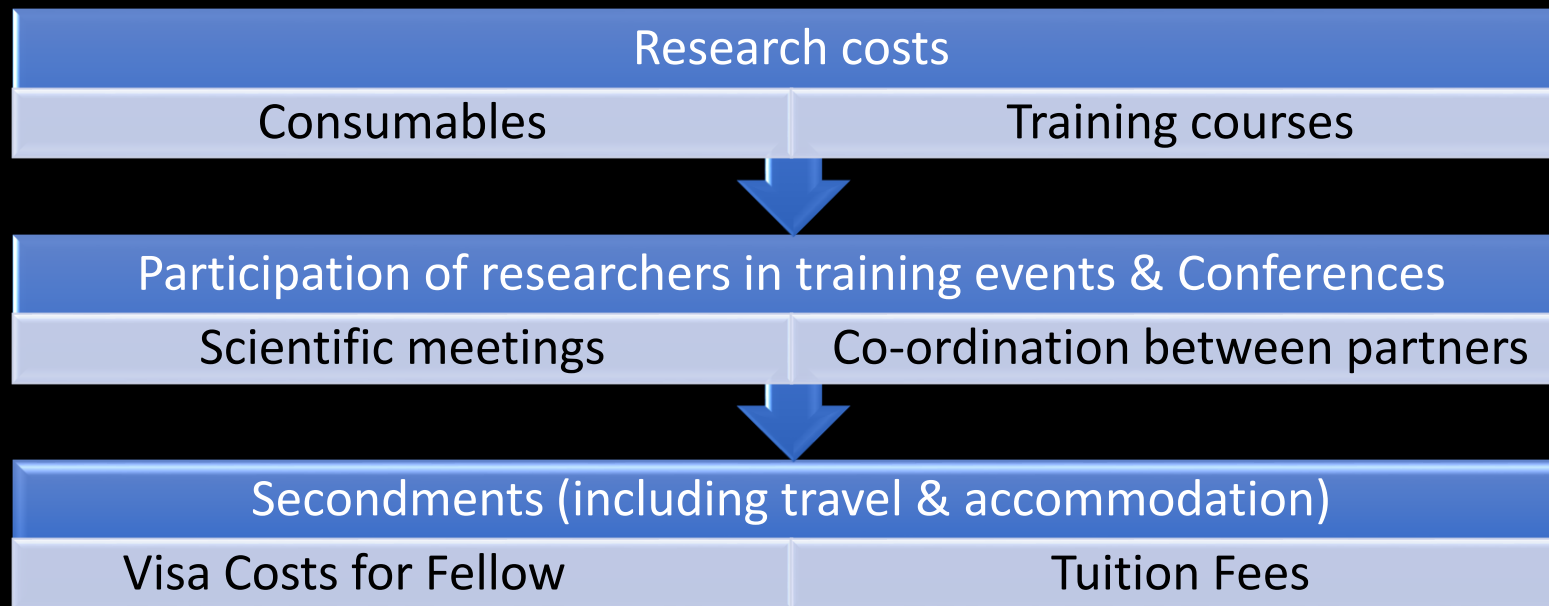 Research costs
Consumables
Training courses
Participation of researchers in training events & Conferences
Scientific meetings
Co-ordination between partners
Secondments (including travel & accommodation)
Visa Costs for Fellow
Tuition Fees